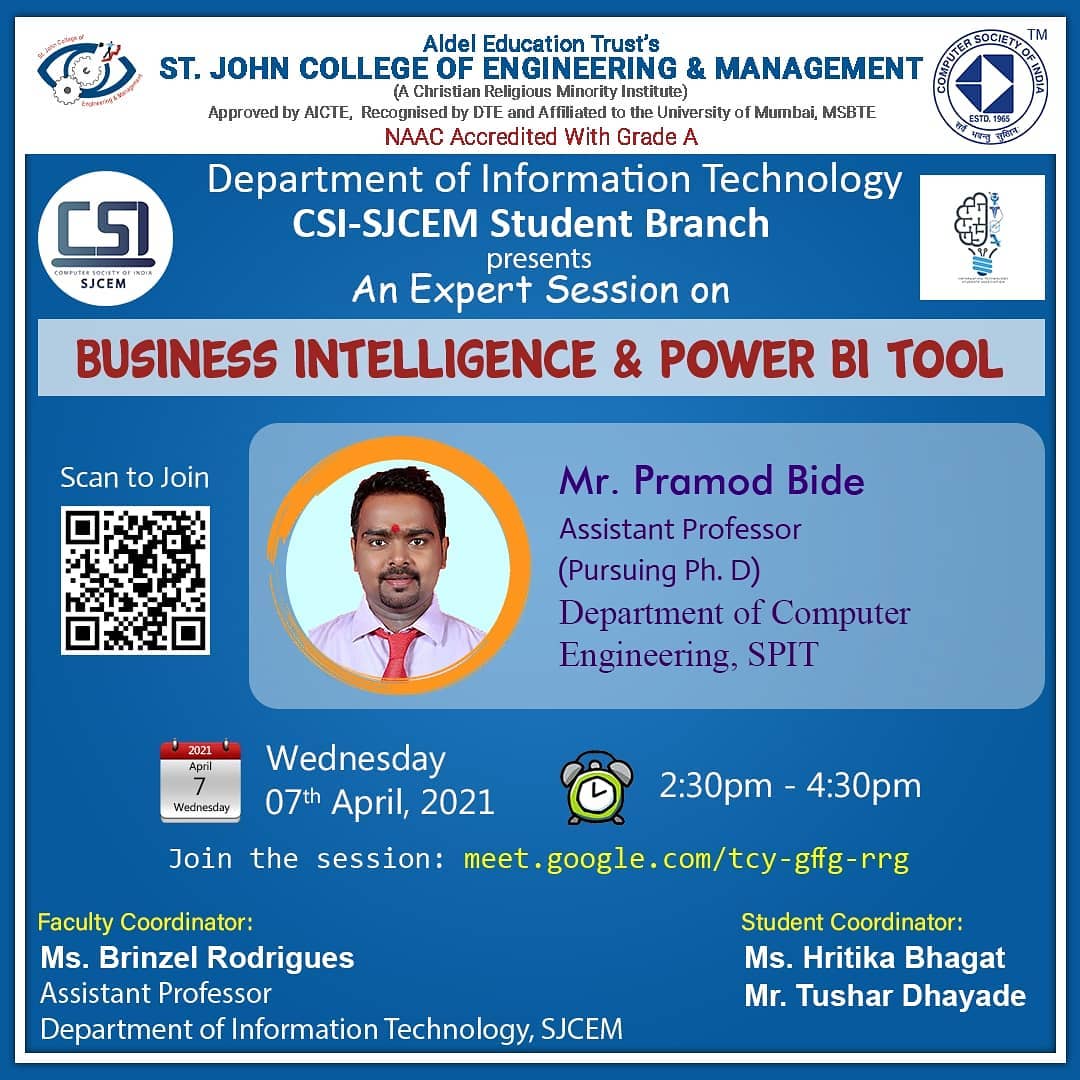 St. John College of
Engineering & Management
Aldel Education Trust's
ST. JOHN COLLEGE OF ENGINEERING & MANAGEMENT
(A Christian Religious Minority Institute)
Approved by AICTE, Recognised by DTE and Affiliated to the University of Mumbai, MSBTE
NAAC Accredited With Grade A
COMPUTER SOCIETY OF INDIA
TM
ESTD. 1965
Department of Information Technology
CSI-SJCEM Student Branch
presents
An Expert Session on
CSI
COMPUTER SOCIETY OF INDIA
SJCEM
BUSINESS INTELLIGENCE & POWER BI TOOL
Scan to Join
Mr. Pramod Bide
Assistant Professor
(Pursuing Ph. D)
Department of Computer
Engineering, SPIT
2021
April
7
Wednesday
Wednesday
07th April, 2021
2:30pm - 4:30pm
Join the session: meet.google.com/tcy-gffg-rrg
Faculty Coordinator:
Ms. Brinzel Rodrigues
Assistant Professor
Department of Information Technology, SJCEM
Student Coordinator:
Ms. Hritika Bhagat
Mr. Tushar Dhayade